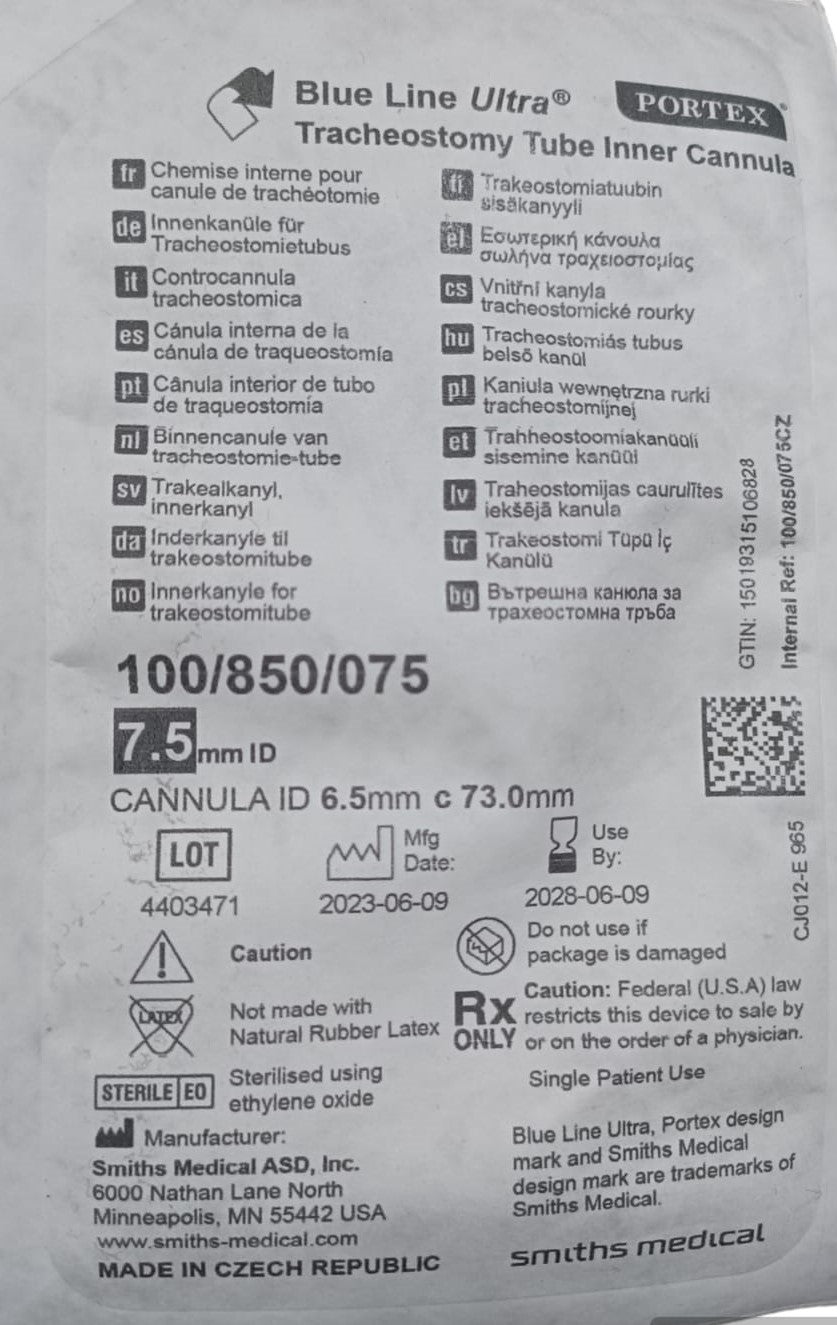 Blue Line Ultra®
PORTEX
Tracheostomy Tube Inner Cannula
fr Chemise interne pour
canule de trachéotomie
de Innenkanüle für
Tracheostomietubus
it Controcannula
tracheostomica
es Cánula interna de la
cánula de traqueostomía
pt Cânula interior de tubo
de traqueostomia
nl Binnencanule van
tracheostomie-tube
sv Trakealkanyl,
innerkanyl
da Inderkanyle til
trakeostomitube
no Innerkanyle for
trakeostomitube
fi Trakeostomiatuubin
sisäkanyyli
el Εσωτερική κάνουλα
σωλήνα τραχειοστομίας
cs Vnitřní kanyla
tracheostomické rourky
hu Tracheostomiás tubus
belső kanül
pl Kaniula wewnętrzna rurki
tracheostomijnej
et Trahheostoomiakanüüli
sisemine kanüül
lv Traheostomijas caurulītes
iekšējā kanula
tr Trakeostomi Tüpü İç
Kanülü
bg Вътрешна канюла за
трахеостомна тръба
GTIN: 15019315106828
Internal Ref: 100/850/075CZ
100/850/075
7.5 mm ID
CANNULA ID 6.5mm c 73.0mm
LOT
4403471
Mfg
Date:
2023-06-09
Use
By:
2028-06-09
CJ012-E 965
Caution
Do not use if
package is damaged
LATEX
Not made with
Natural Rubber Latex
Rx
ONLY
Caution: Federal (U.S.A) law
restricts this device to sale by
or on the order of a physician.
STERILE EO
Sterilised using
ethylene oxide
Single Patient Use
Manufacturer:
Smiths Medical ASD, Inc.
6000 Nathan Lane North
Minneapolis, MN 55442 USA
www.smiths-medical.com
MADE IN CZECH REPUBLIC
Blue Line Ultra, Portex design
mark and Smiths Medical
design mark are trademarks of
Smiths Medical.
smiths medical